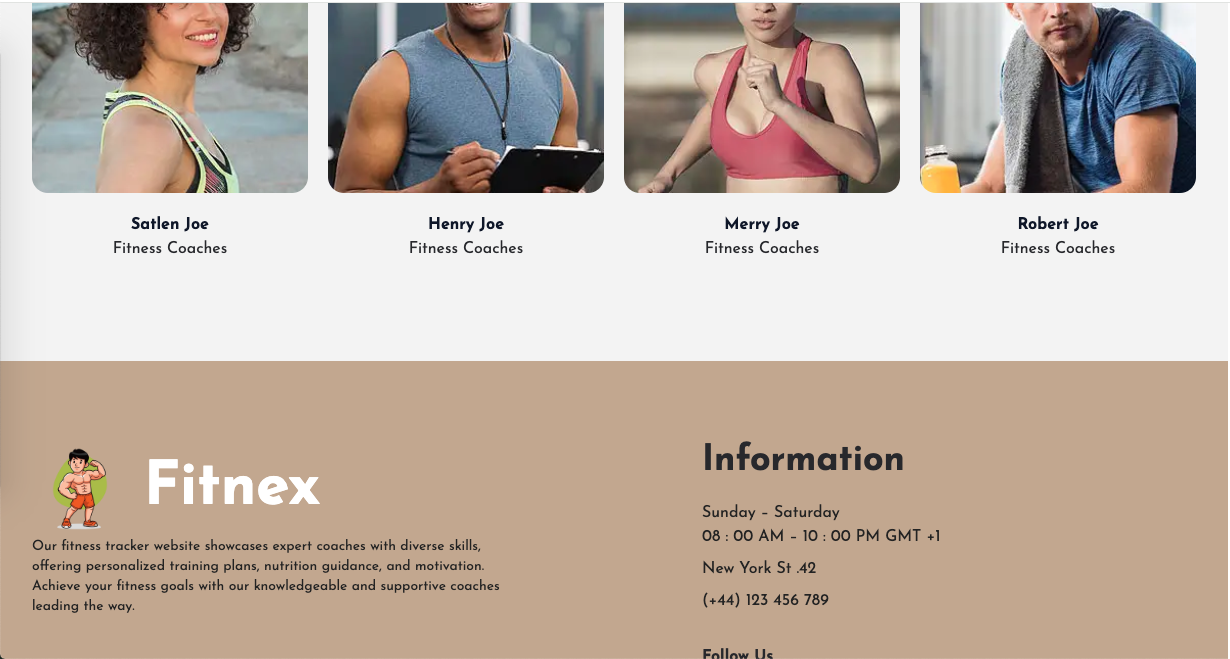 Satlen Joe
Fitness Coaches
Henry Joe
Fitness Coaches
Merry Joe
Fitness Coaches
Robert Joe
Fitness Coaches
Fitnex
Our fitness tracker website showcases expert coaches with diverse skills,
offering personalized training plans, nutrition guidance, and motivation.
Achieve your fitness goals with our knowledgeable and supportive coaches
leading the way.
Information
Sunday – Saturday
08 : 00 AM – 10 : 00 PM GMT +1
New York St .42
(+44) 123 456 789
Follow Us